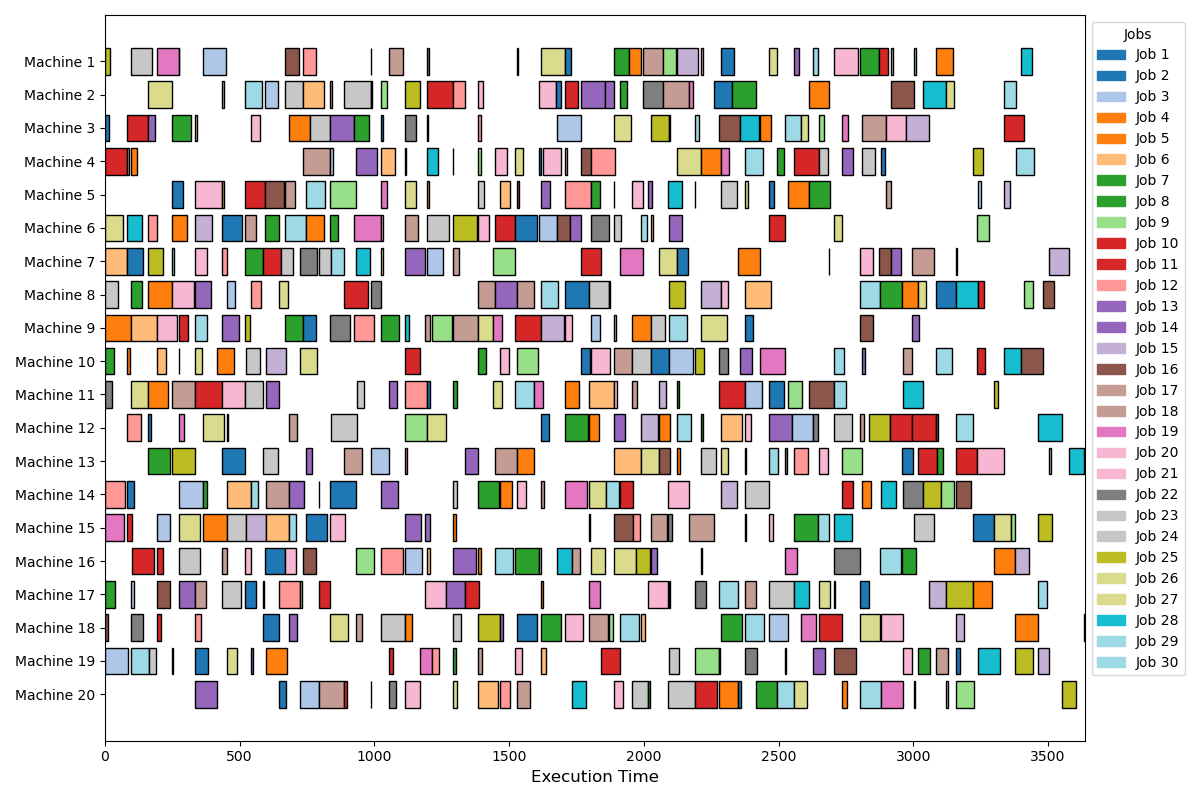 Machine 1
Machine 2
Machine 3
Machine 4
Machine 5
Machine 6
Machine 7
Machine 8
Machine 9
Machine 10
Machine 11
Machine 12
Machine 13
Machine 14
Machine 15
Machine 16
Machine 17
Machine 18
Machine 19
Machine 20
0 500 1000 1500 2000 2500 3000 3500
Execution Time
Jobs
Job 1
Job 2
Job 3
Job 4
Job 5
Job 6
Job 7
Job 8
Job 9
Job 10
Job 11
Job 12
Job 13
Job 14
Job 15
Job 16
Job 17
Job 18
Job 19
Job 20
Job 21
Job 22
Job 23
Job 24
Job 25
Job 26
Job 27
Job 28
Job 29
Job 30